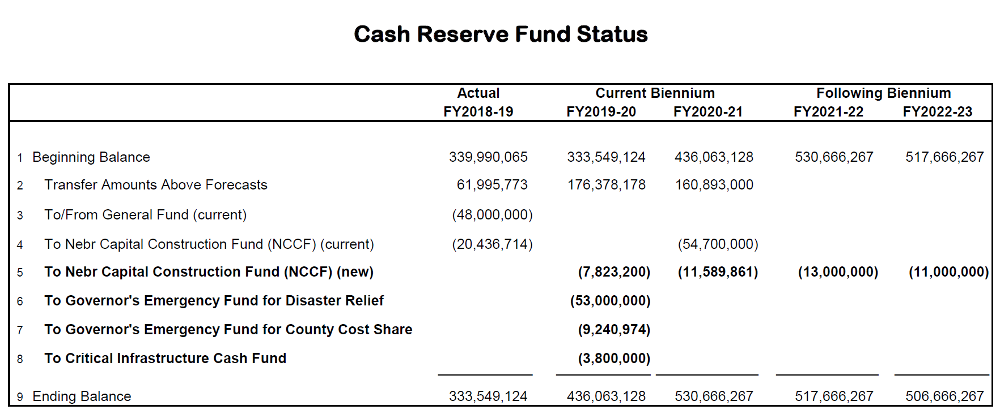 Cash Reserve Fund Status
Actual Current Biennium Following Biennium
FY2018-19 FY2019-20 FY2020-21 FY2021-22 FY2022-23
1 Beginning Balance 339,990,065 333,549,124 436,063,128 530,666,267 517,666,267
2 Transfer Amounts Above Forecasts 61,995,773 176,378,178 160,893,000
3 To/From General Fund (current) (48,000,000)
4 To Nebr Capital Construction Fund (NCCF) (current) (20,436,714) (54,700,000)
5 To Nebr Capital Construction Fund (NCCF) (new) (7,823,200) (11,589,861) (13,000,000) (11,000,000)
6 To Governor's Emergency Fund for Disaster Relief (53,000,000)
7 To Governor's Emergency Fund for County Cost Share (9,240,974)
8 To Critical Infrastructure Cash Fund (3,800,000)
9 Ending Balance 333,549,124 436,063,128 530,666,267 517,666,267 506,666,267